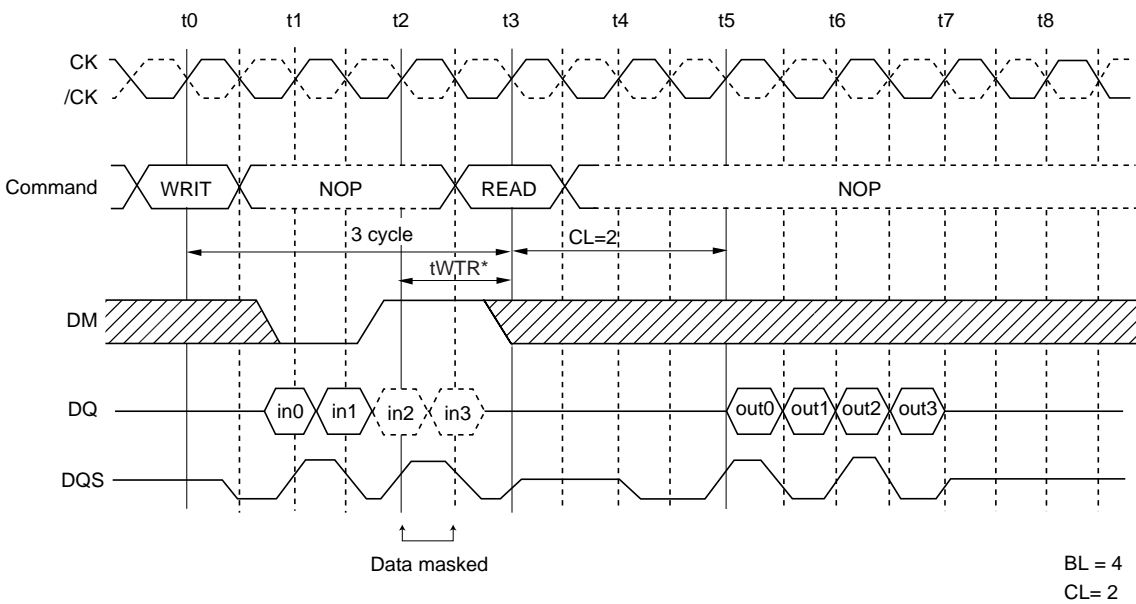 t0 t1 t2 t3 t4 t5 t6 t7 t8
CK
/CK
Command WRIT NOP READ NOP
3 cycle CL=2
tWTR*
DM
DQ in0 in1 in2 in3 out0 out1 out2 out3
DQS
Data masked
BL = 4
CL= 2